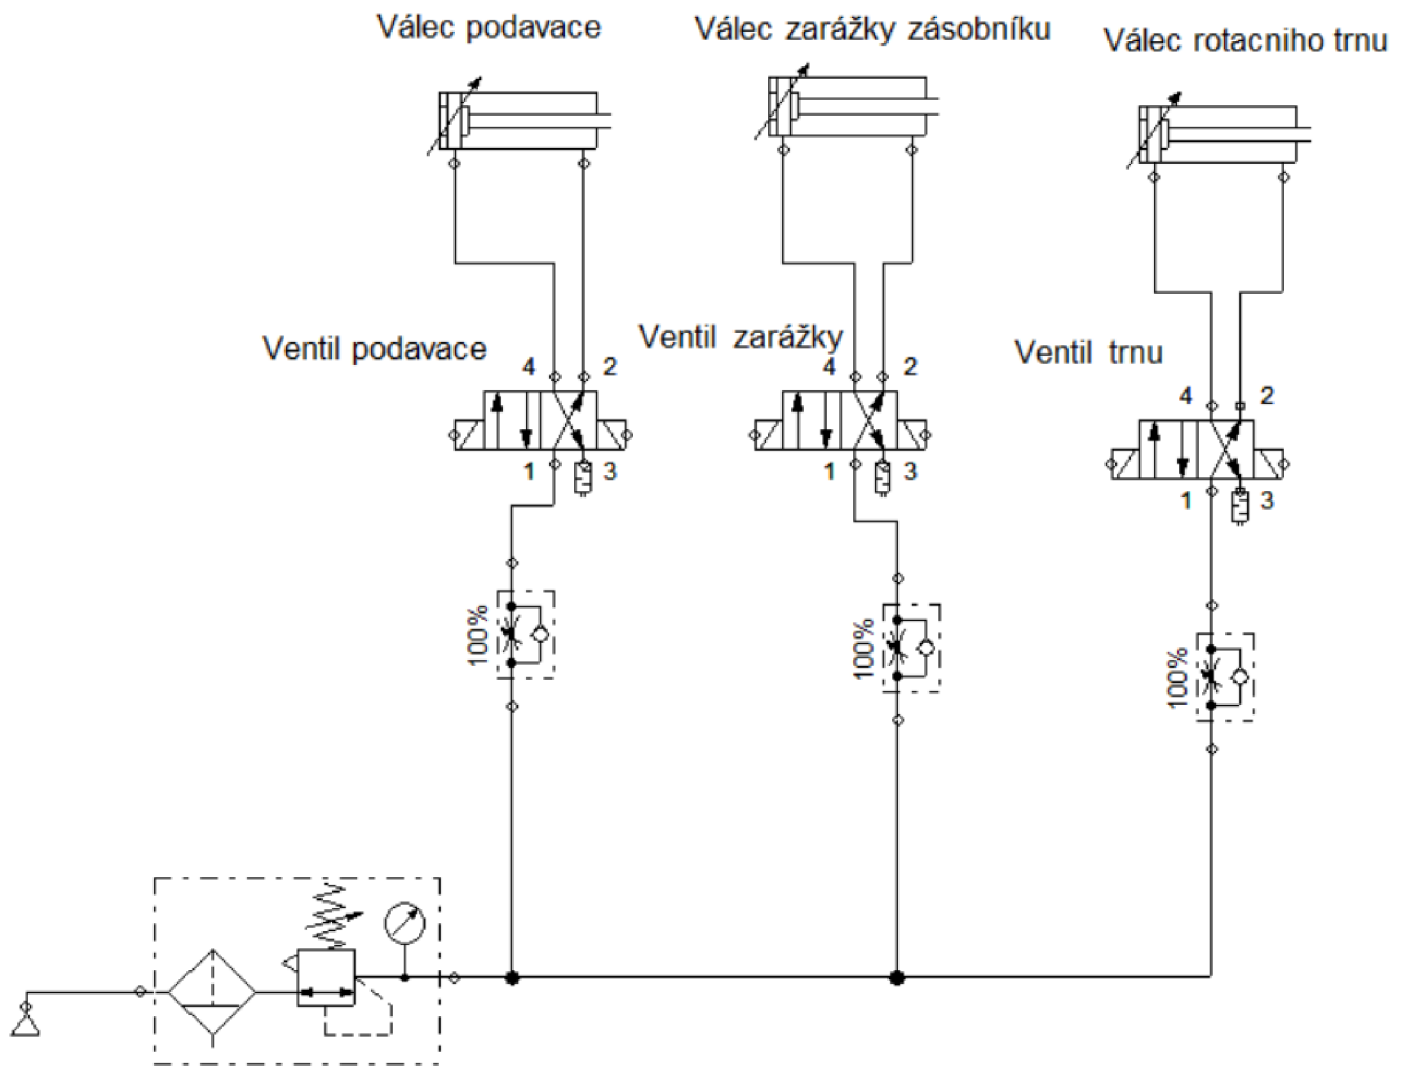 Válec podavace
Válec zarážky zásobníku
Válec rotacniho trnu
Ventil podavace
Ventil zarážky
Ventil trnu
4 2
4 2
4 2
1 3
1 3
1 3
100%
100%
100%